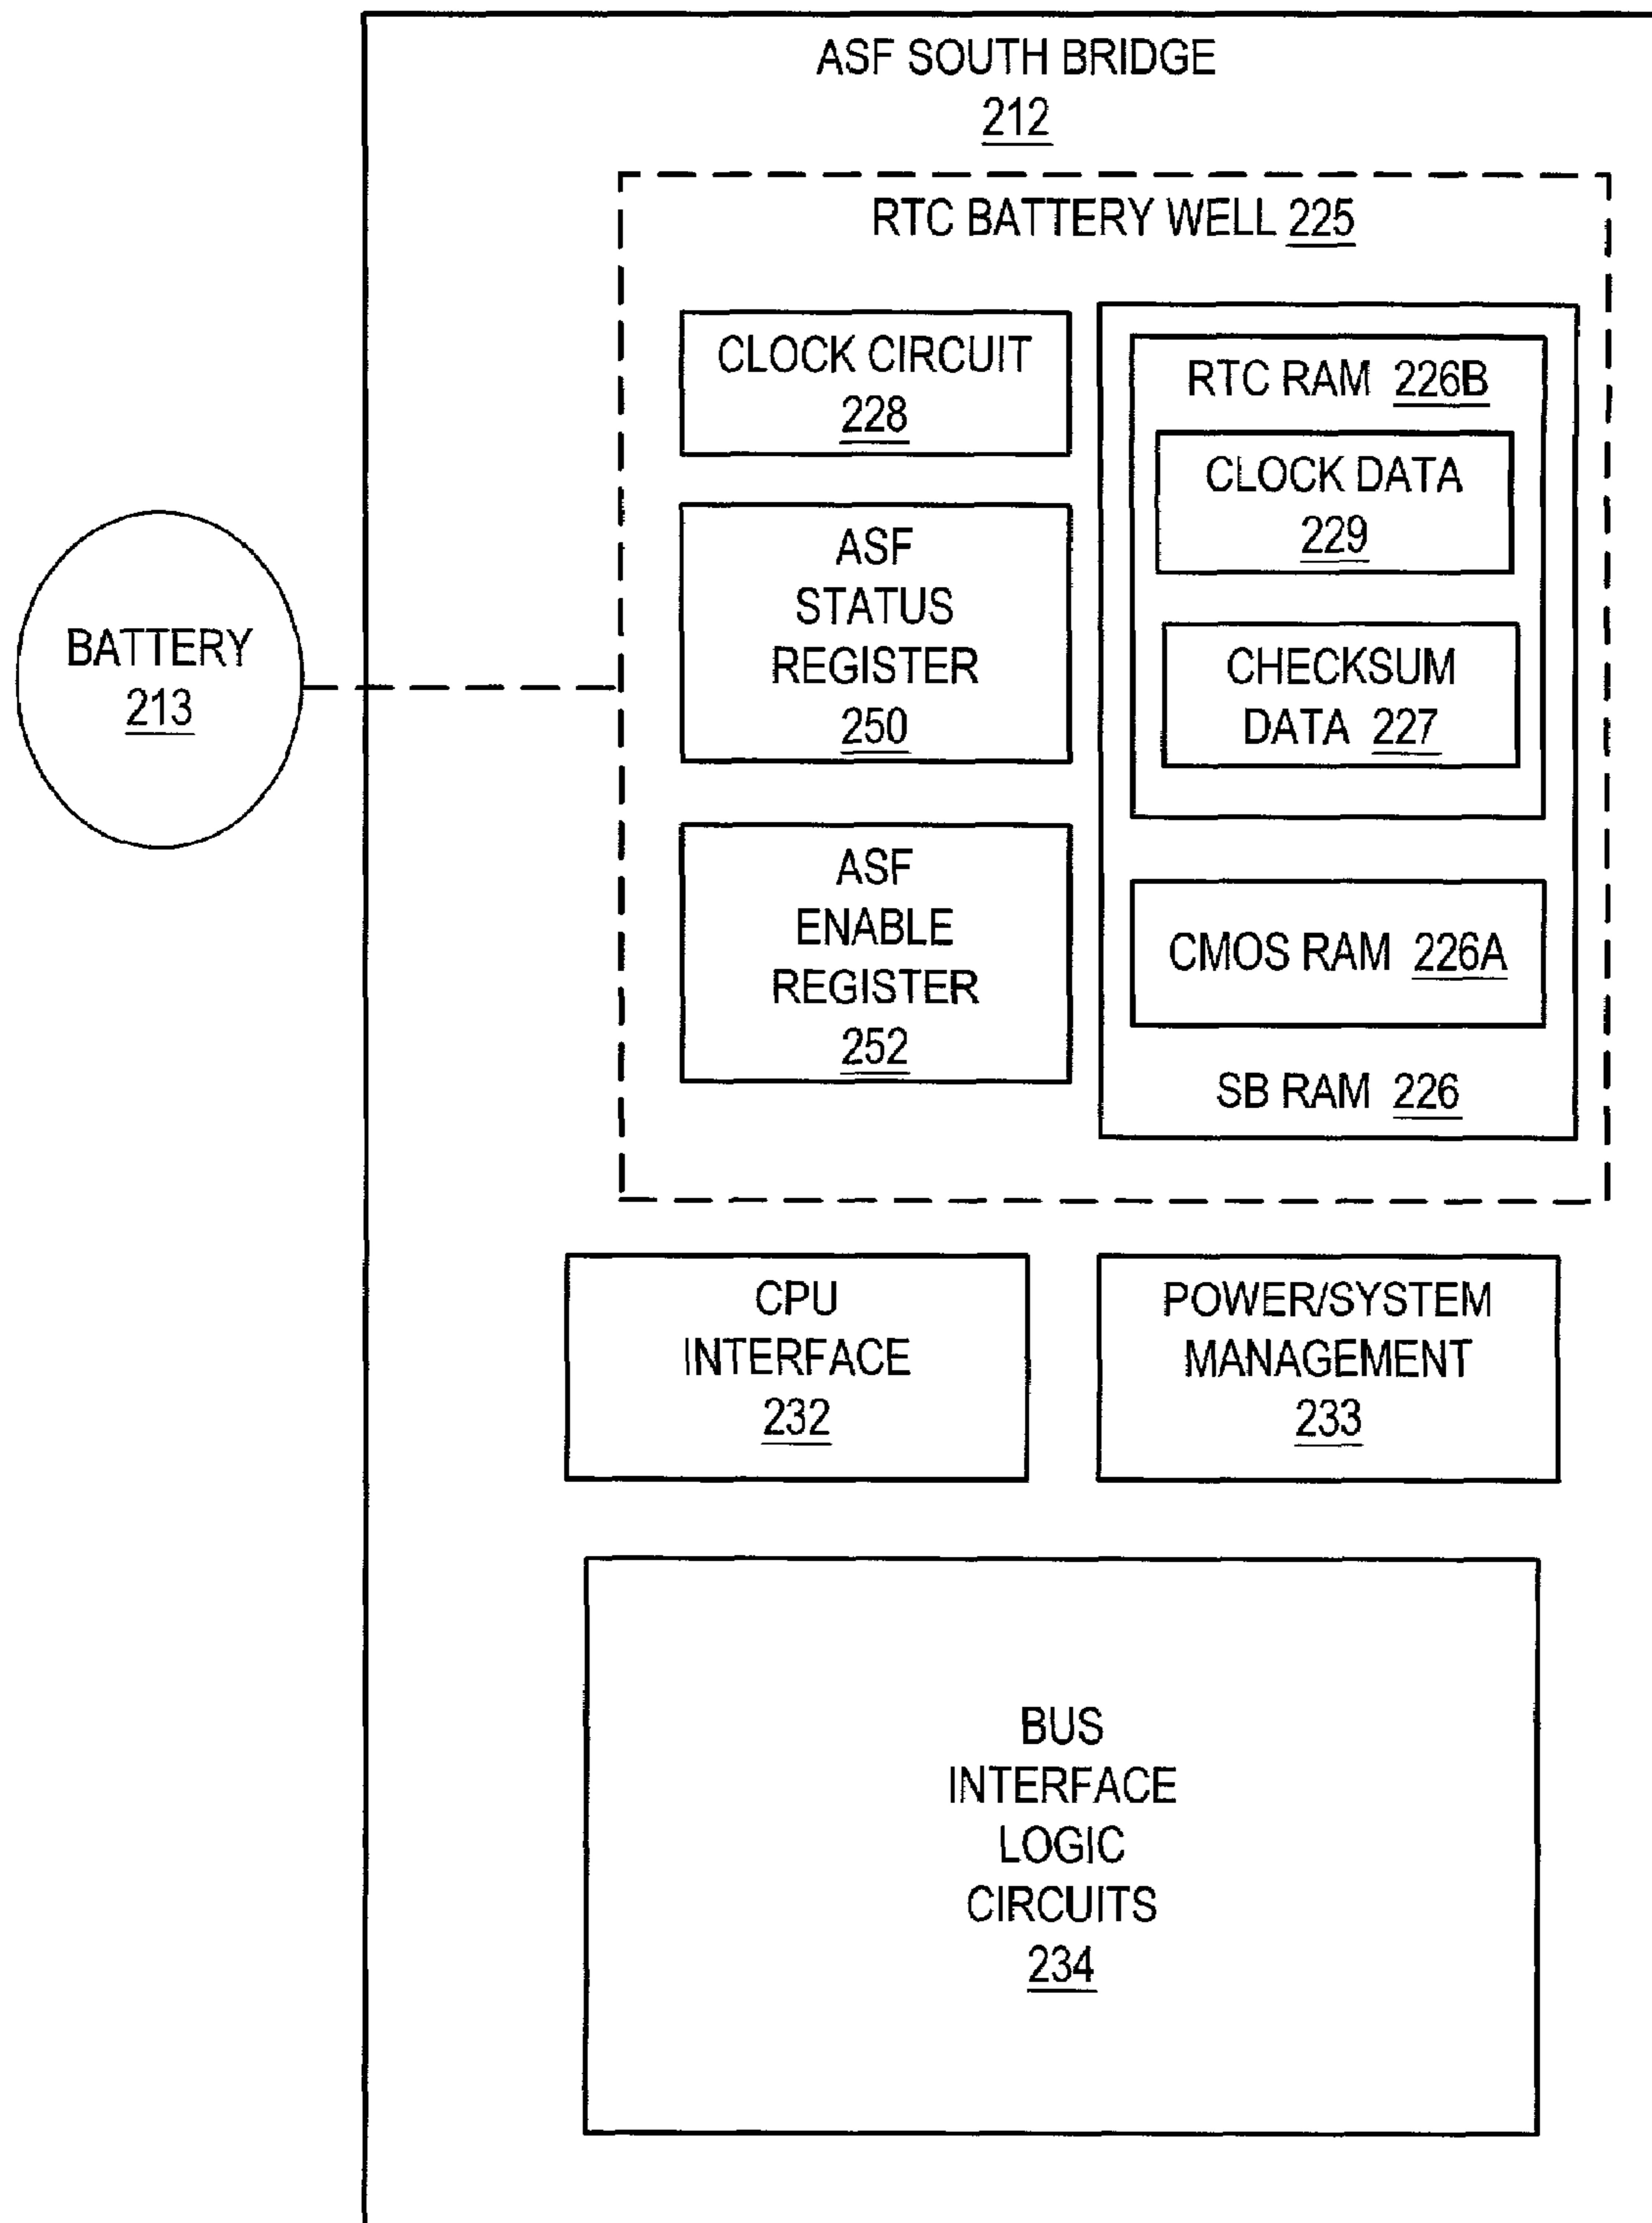 ASF SOUTH BRIDGE
212
RTC BATTERY WELL 225
CLOCK CIRCUIT
228
ASF
STATUS
REGISTER
250
ASF
ENABLE
REGISTER
252
RTC RAM 226B
CLOCK DATA
229
CHECKSUM
DATA 227
CMOS RAM 226A
SB RAM 226
BATTERY
213
CPU
INTERFACE
232
POWER/SYSTEM
MANAGEMENT
233
BUS
INTERFACE
LOGIC
CIRCUITS
234